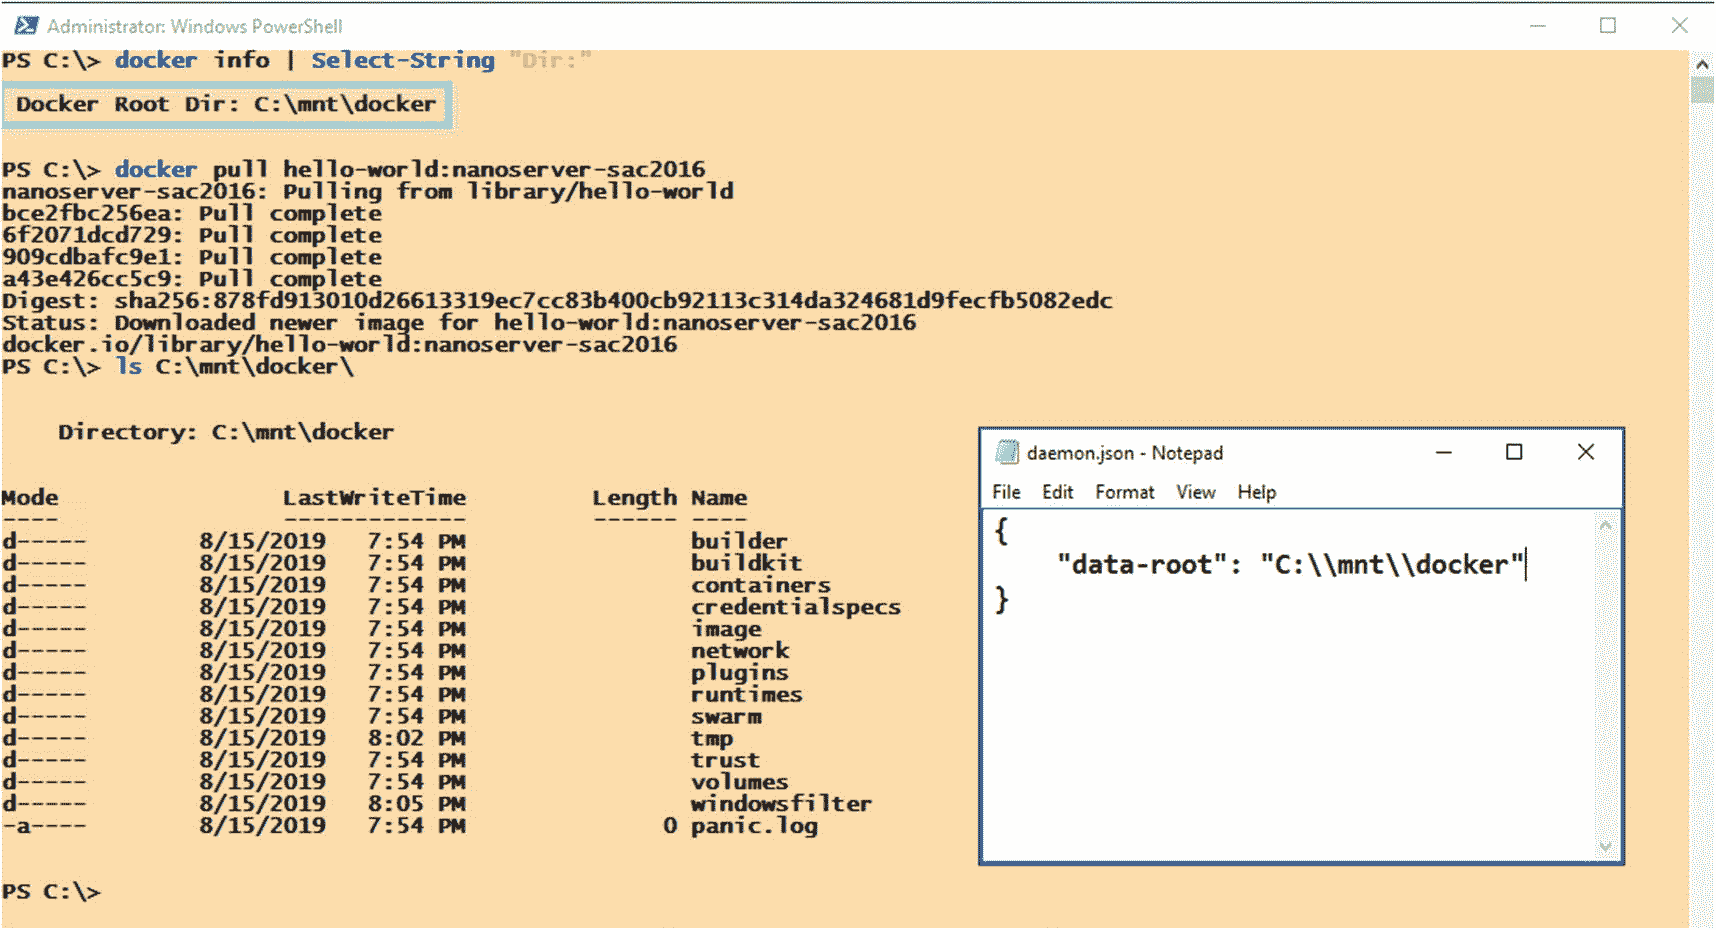 Administrator: Windows PowerShell
PS C:\> docker info | Select-String "Dir:"
Docker Root Dir: C:\mnt\docker
PS C:\> docker pull hello-world:nanoserver-sac2016
nanoserver-sac2016: Pulling from library/hello-world
bce2fbc256ea: Pull complete
6f2071dcd729: Pull complete
909cdbafc9e1: Pull complete
a43e426cc5c9: Pull complete
Digest: sha256:878fd913010d26613319ec7cc83b400cb92113c314da324681d9fecfb5082edc
Status: Downloaded newer image for hello-world:nanoserver-sac2016
docker.io/library/hello-world:nanoserver-sac2016
PS C:\> ls C:\mnt\docker\
Directory: C:\mnt\docker
Mode LastWriteTime Length Name
---- ------------- ------ ----
d----- 8/15/2019 7:54 PM builder
d----- 8/15/2019 7:54 PM buildkit
d----- 8/15/2019 7:54 PM containers
d----- 8/15/2019 7:54 PM credentialspecs
d----- 8/15/2019 7:54 PM image
d----- 8/15/2019 7:54 PM network
d----- 8/15/2019 7:54 PM plugins
d----- 8/15/2019 7:54 PM runtimes
d----- 8/15/2019 7:54 PM swarm
d----- 8/15/2019 8:02 PM tmp
d----- 8/15/2019 7:54 PM trust
d----- 8/15/2019 7:54 PM volumes
d----- 8/15/2019 8:05 PM windowsfilter
-a---- 8/15/2019 7:54 PM 0 panic.log
PS C:\>
daemon.json - Notepad
File Edit Format View Help
{
"data-root": "C:\\mnt\\docker"
}